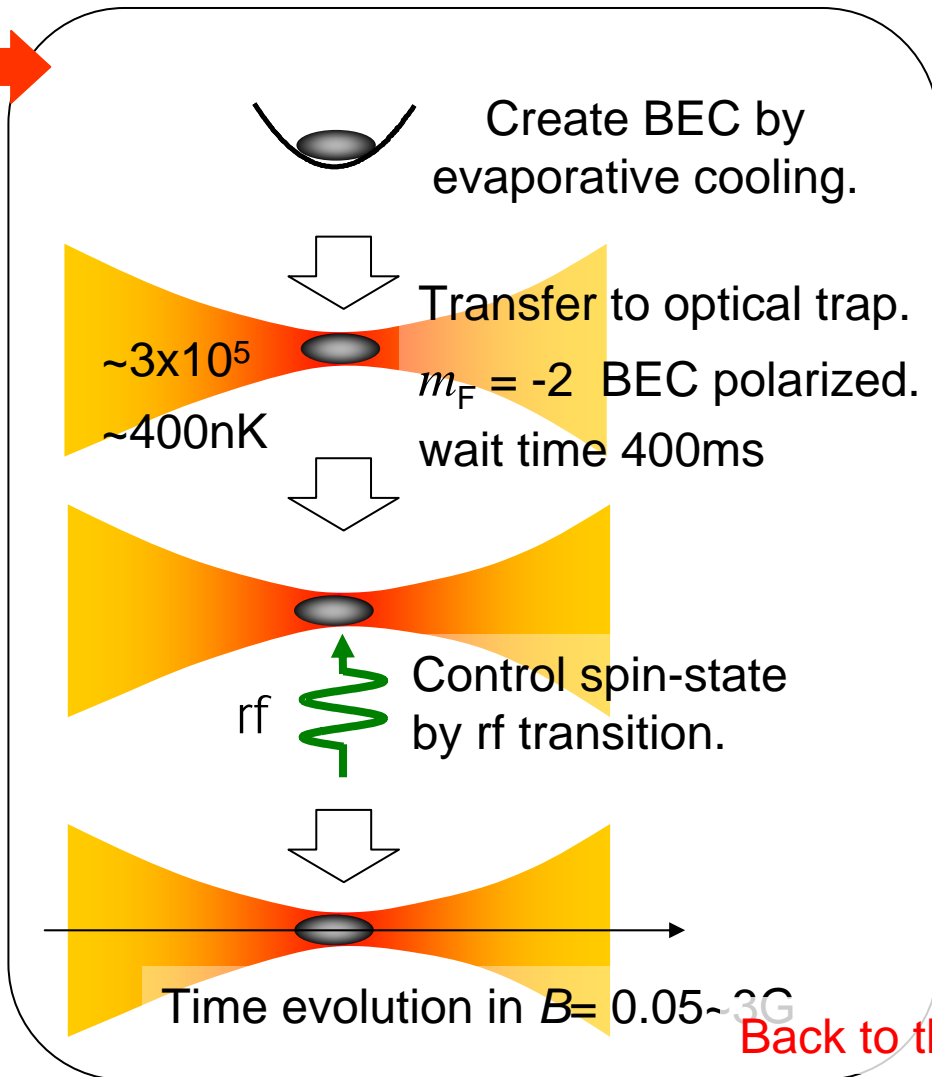 Create BEC by
evaporative cooling.
Transfer to optical trap.
~3x10⁵
m_F = -2 BEC polarized.
~400nK
wait time 400ms
Control spin-state
rf
by rf transition.
Time evolution in B= 0.05~3G
Back to